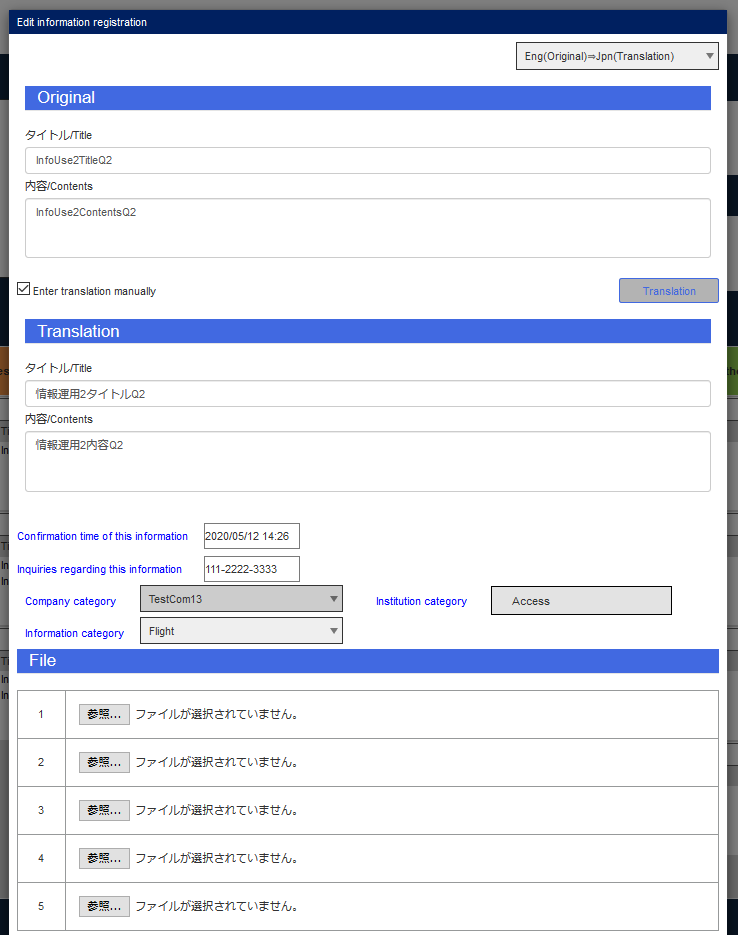 Edit information registration
Eng(Original)⇒Jpn(Translation)
Original
タイトル/Title
InfoUse2TitleQ2
内容/Contents
InfoUse2ContentsQ2
Enter translation manually
Translation
Translation
タイトル/Title
情報運用2タイトルQ2
内容/Contents
情報運用2内容Q2
Confirmation time of this information 2020/05/12 14:26
Inquiries regarding this information 111-2222-3333
Company category TestCom13 Institution category Access
Information category Flight
File
1 参照... ファイルが選択されていません。
2 参照... ファイルが選択されていません。
3 参照... ファイルが選択されていません。
4 参照... ファイルが選択されていません。
5 参照... ファイルが選択されていません。